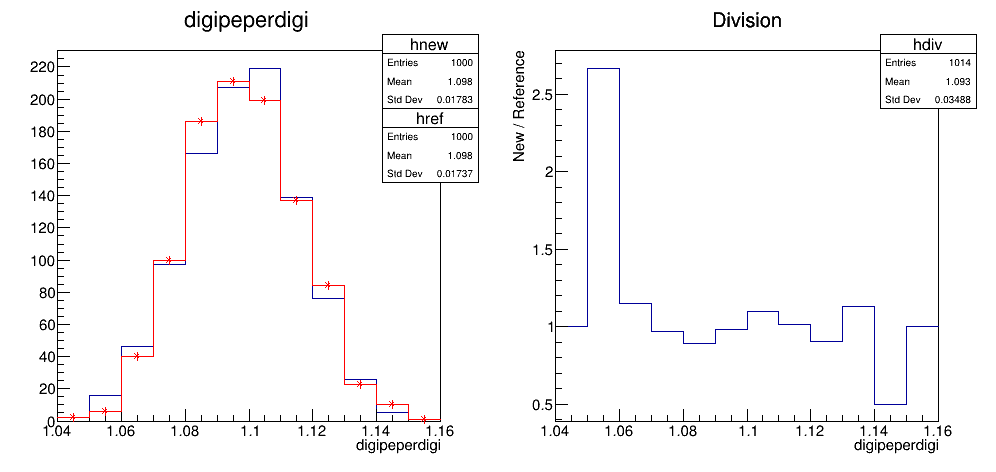 digipeperdigi
hnew
Entries 1000
Mean 1.098
Std Dev 0.01783
href
Entries 1000
Mean 1.098
Std Dev 0.01737
220
200
180
160
140
120
100
80
60
40
20
0
1.04 1.06 1.08 1.1 1.12 1.14 1.16
digipeperdigi
Division
hdiv
Entries 1014
Mean 1.093
Std Dev 0.03488
New / Reference
2.5
2
1.5
1
0.5
1.04 1.06 1.08 1.1 1.12 1.14 1.16
digipeperdigi